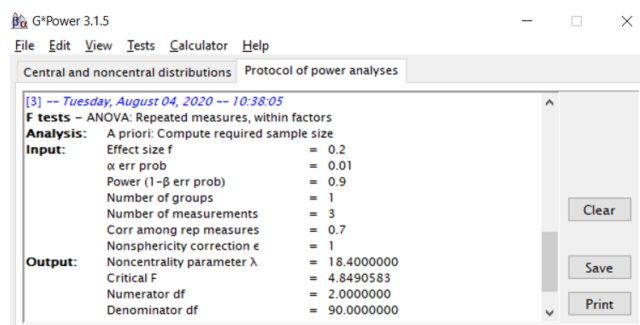 βα G*Power 3.1.5
File Edit View Tests Calculator Help
Central and noncentral distributions Protocol of power analyses
[3] -- Tuesday, August 04, 2020 -- 10:38:05
F tests – ANOVA: Repeated measures, within factors
Analysis: A priori: Compute required sample size
Input: Effect size f = 0.2
α err prob = 0.01
Power (1-β err prob) = 0.9
Number of groups = 1
Number of measurements = 3
Corr among rep measures = 0.7
Nonsphericity correction ϵ = 1
Output: Noncentrality parameter λ = 18.4000000
Critical F = 4.8490583
Numerator df = 2.0000000
Denominator df = 90.0000000
Clear
Save
Print